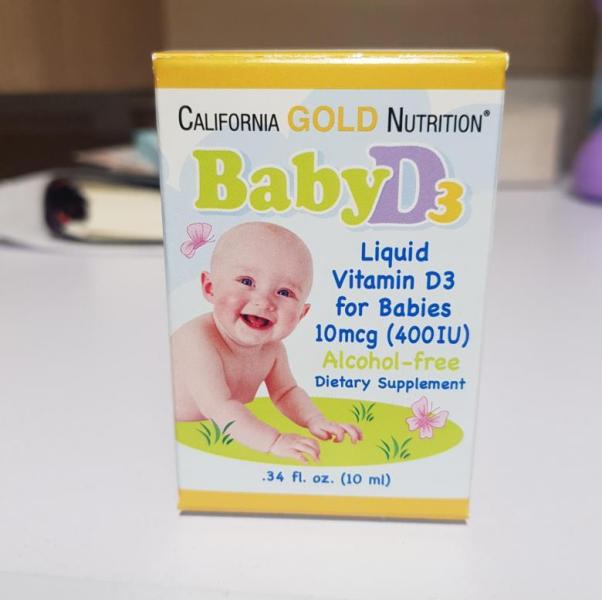 CALIFORNIA GOLD NUTRITION®
BabyD3
Liquid
Vitamin D3
for Babies
10mcg (400IU)
Alcohol-free
Dietary Supplement
.34 fl. oz. (10 ml)